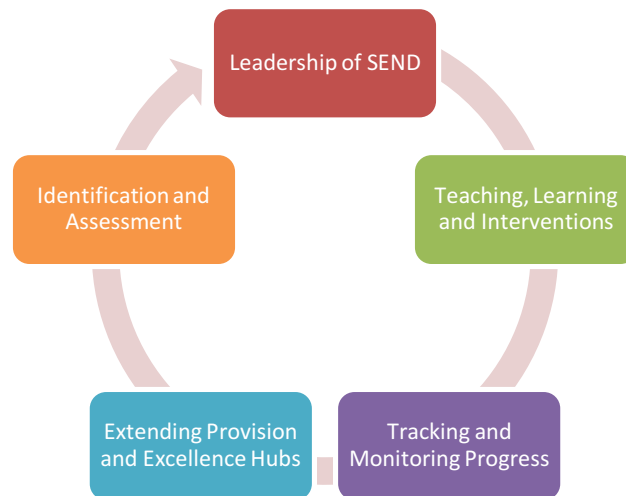 Leadership of SEND
Teaching, Learning
and Interventions
Tracking and
Monitoring Progress
Extending Provision
and Excellence Hubs
Identification and
Assessment